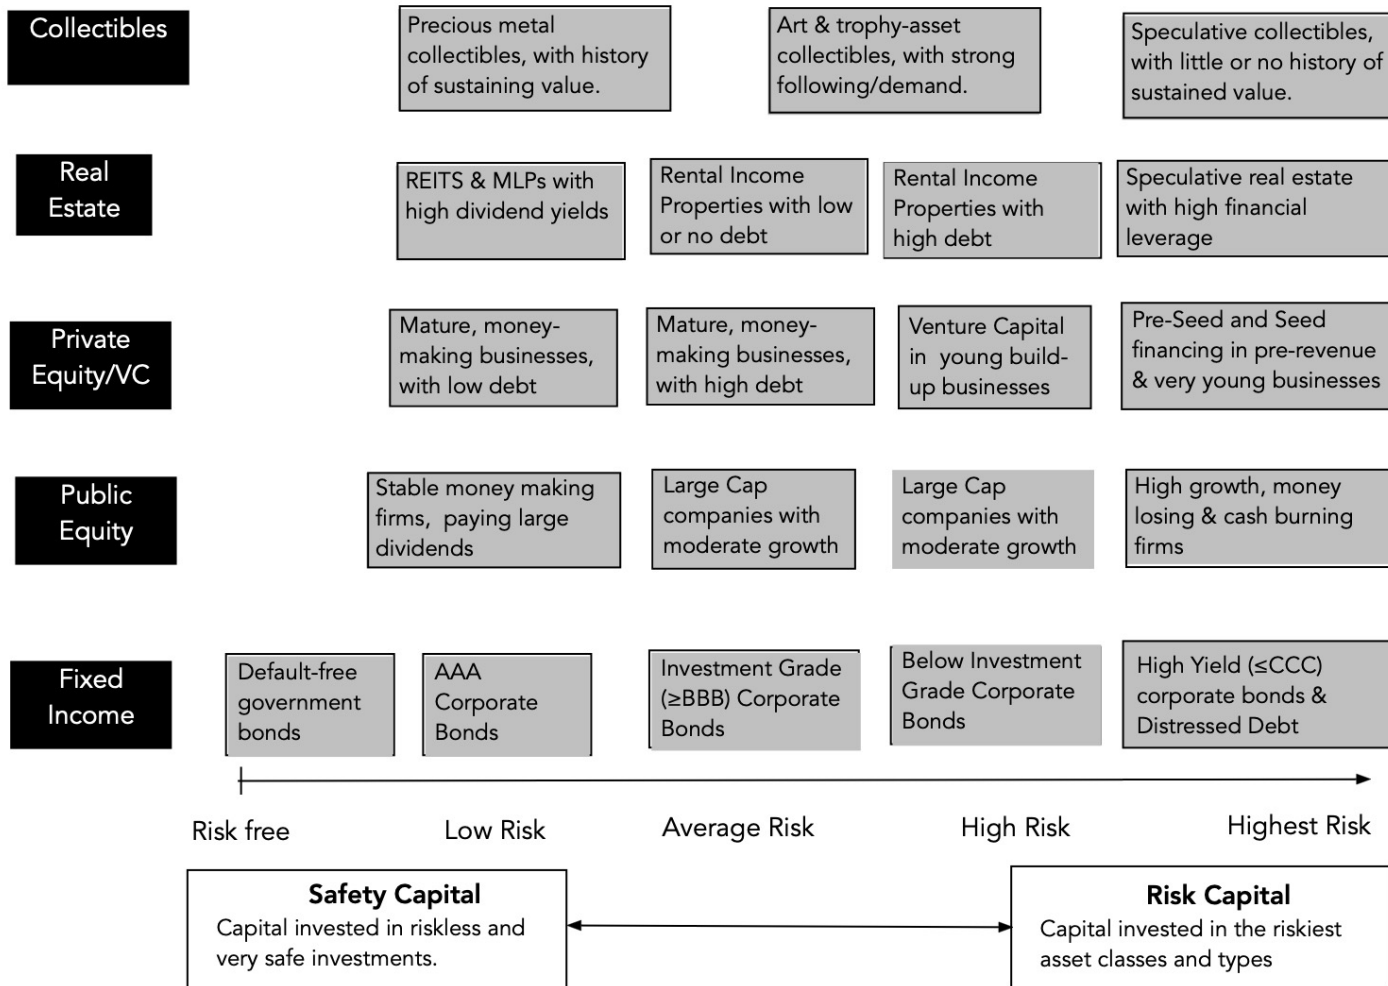 Collectibles
Precious metal
collectibles, with history
of sustaining value.
Art & trophy-asset
collectibles, with strong
following/demand.
Speculative collectibles,
with little or no history of
sustained value.
Real
Estate
REITS & MLPs with
high dividend yields
Rental Income
Properties with low
or no debt
Rental Income
Properties with
high debt
Speculative real estate
with high financial
leverage
Private
Equity/VC
Mature, money-
making businesses,
with low debt
Mature, money-
making businesses,
with high debt
Venture Capital
in young build-
up businesses
Pre-Seed and Seed
financing in pre-revenue
& very young businesses
Public
Equity
Stable money making
firms, paying large
dividends
Large Cap
companies with
moderate growth
Large Cap
companies with
moderate growth
High growth, money
losing & cash burning
firms
Fixed
Income
Default-free
government
bonds
AAA
Corporate
Bonds
Investment Grade
(≥BBB) Corporate
Bonds
Below Investment
Grade Corporate
Bonds
High Yield (≤CCC)
corporate bonds &
Distressed Debt
Risk free
Low Risk
Average Risk
High Risk
Highest Risk
Safety Capital
Capital invested in riskless and
very safe investments.
Risk Capital
Capital invested in the riskiest
asset classes and types